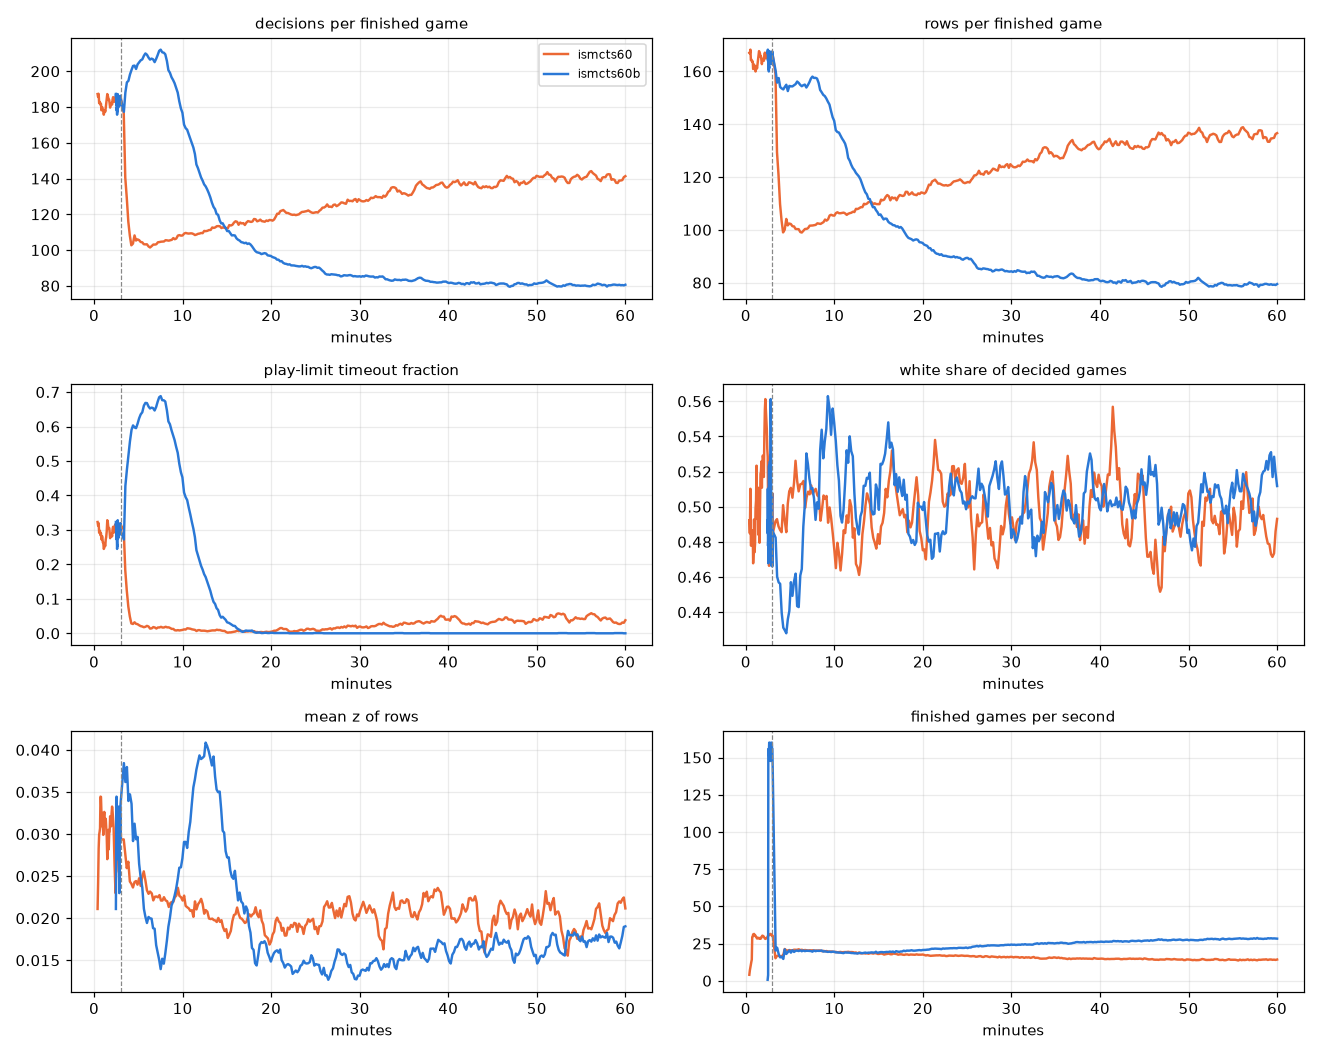 decisions per finished game
200
180
160
140
120
100
80
0 10 20 30 40 50 60
minutes
ismcts60
ismcts60b
rows per finished game
160
140
120
100
80
0 10 20 30 40 50 60
minutes
play-limit timeout fraction
0.7
0.6
0.5
0.4
0.3
0.2
0.1
0.0
0 10 20 30 40 50 60
minutes
white share of decided games
0.56
0.54
0.52
0.50
0.48
0.46
0.44
0 10 20 30 40 50 60
minutes
mean z of rows
0.040
0.035
0.030
0.025
0.020
0.015
0 10 20 30 40 50 60
minutes
finished games per second
150
125
100
75
50
25
0
0 10 20 30 40 50 60
minutes